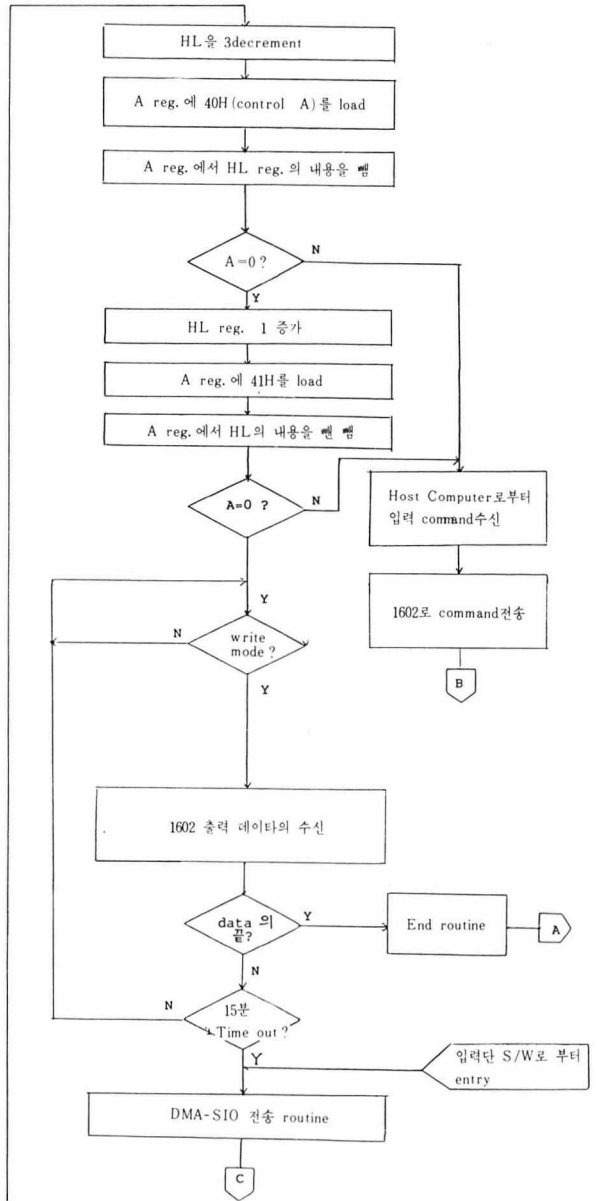 HL을 3decrement
A reg.에 40H(control A)를 load
A reg.에서 HL reg.의 내용을 뺌
A=0?
N
Y
HL reg. 1 증가
A reg.에 41H를 load
A reg.에서 HL의 내용을 뺀 뺌
A=0 ?
N
Host Computer로부터
입력 command수신
1602로 command전송
B
Y
write
mode?
N
Y
1602 출력 데이타의 수신
data 의
끝?
Y
End routine
A
N
15분
Time out?
N
Y
입력단 S/W로 부터
entry
DMA-SIO 전송 routine
C